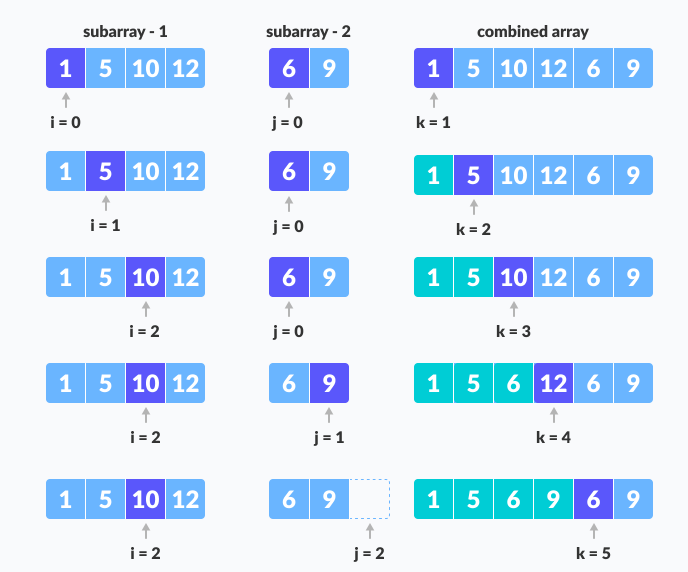 subarray - 1 subarray - 2 combined array
1 5 10 12 6 9 1 5 10 12 6 9
i = 0 j = 0 k = 1
1 5 10 12 6 9 1 5 10 12 6 9
i = 1 j = 0 k = 2
1 5 10 12 6 9 1 5 10 12 6 9
i = 2 j = 0 k = 3
1 5 10 12 6 9 1 5 6 12 6 9
i = 2 j = 1 k = 4
1 5 10 12 6 9 1 5 6 9 6 9
i = 2 j = 2 k = 5